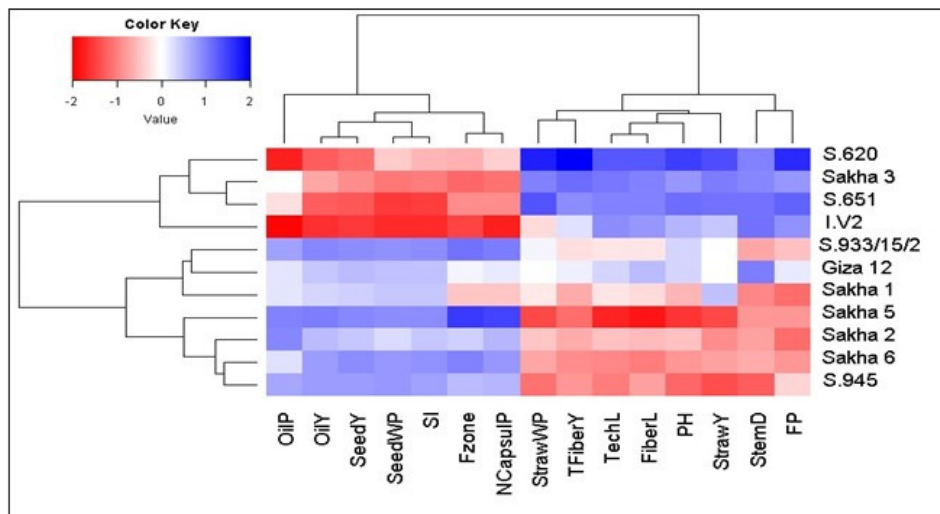 Color Key
-2 -1 0 1 2
Value
S.620
Sakha 3
S.651
I.V2
S.933/15/2
Giza 12
Sakha 1
Sakha 5
Sakha 2
Sakha 6
S.945
OilP
OilY
SeedY
SeedWP
SI
Fzone
NCapsulP
StrawWP
TFiberY
TechL
FiberL
PH
StrawY
StemD
FP